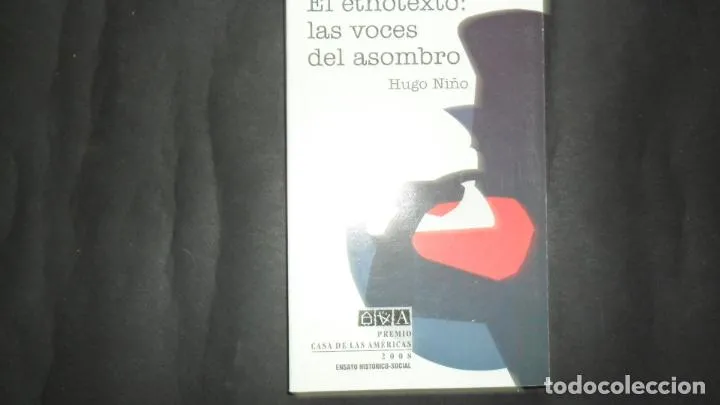 El etnotexto:
las voces
del asombro
Hugo Niño
A
PREMIO
CASA DE LAS AMÉRICAS
2008
ENSAYO HISTÓRICO-SOCIAL
todocoleccion